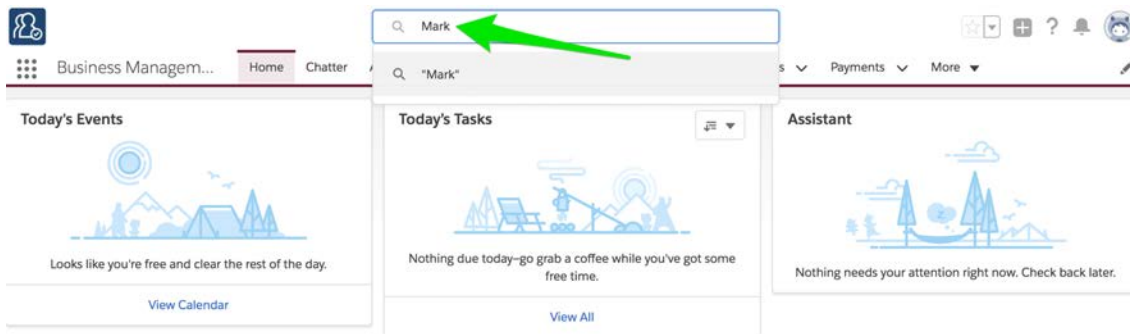 Mark
"Mark"
Business Managem...
Home
Chatter
s
Payments
More
Today's Events
Looks like you're free and clear the rest of the day.
View Calendar
Today's Tasks
Nothing due today–go grab a coffee while you've got some
free time.
View All
Assistant
Nothing needs your attention right now. Check back later.